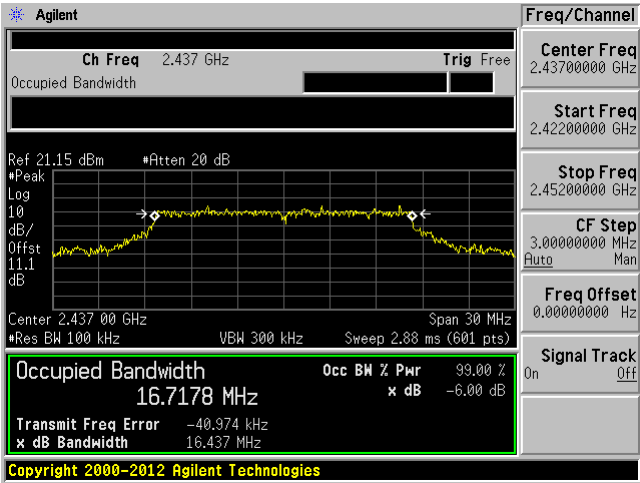 Agilent
Freq/Channel
Ch Freq 2.437 GHz Trig Free
Occupied Bandwidth
Center Freq
2.43700000 GHz
Start Freq
2.42200000 GHz
Stop Freq
2.45200000 GHz
CF Step
3.00000000 MHz
Auto Man
Freq Offset
0.00000000 Hz
Signal Track
On Off
Ref 21.15 dBm #Atten 20 dB
#Peak
Log
10
dB/
Offst
11.1
dB
Center 2.437 00 GHz Span 30 MHz
#Res BW 100 kHz VBW 300 kHz Sweep 2.88 ms (601 pts)
Occupied Bandwidth Occ BW % Pwr 99.00 %
16.7178 MHz x dB -6.00 dB
Transmit Freq Error -40.974 kHz
x dB Bandwidth 16.437 MHz
Copyright 2000-2012 Agilent Technologies